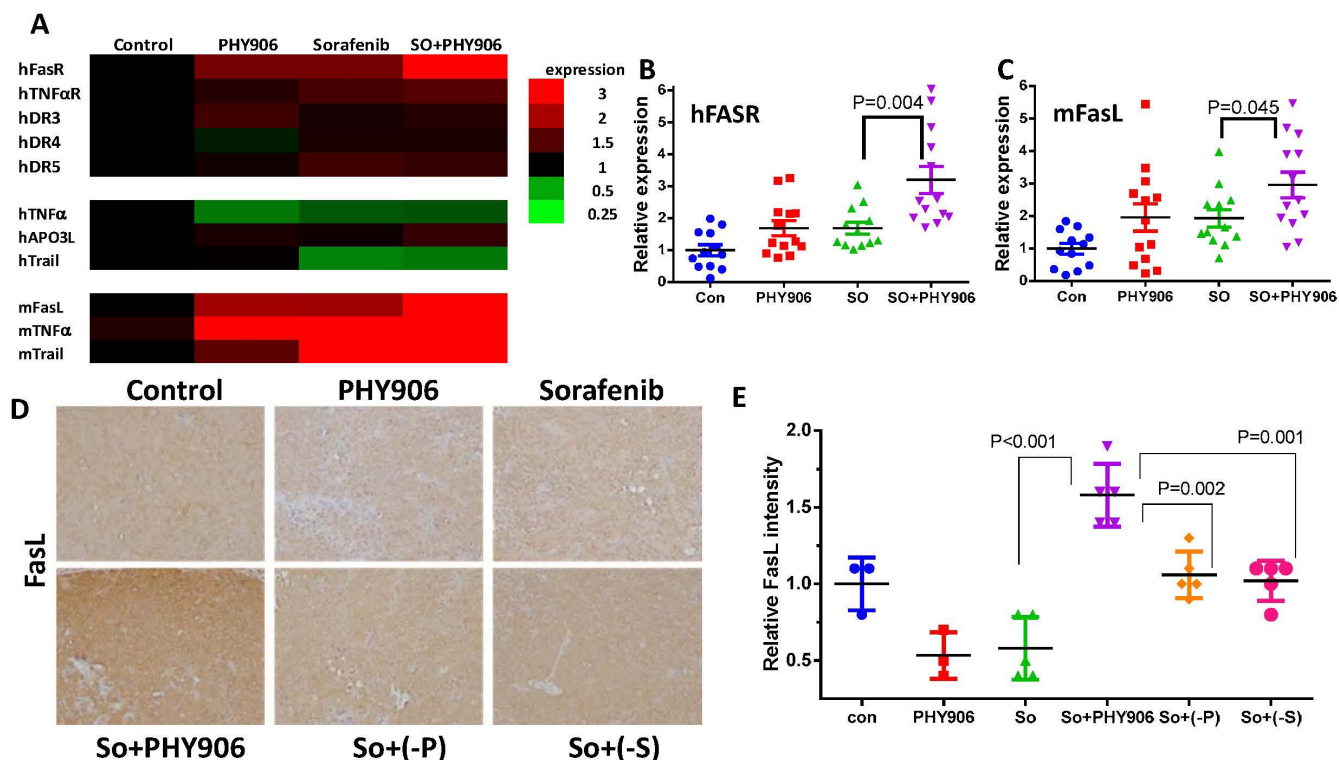 A
Control PHY906 Sorafenib SO+PHY906
hFasR
hTNFαR
hDR3
hDR4
hDR5
hTNFα
hAPO3L
hTrail
mFasL
mTNFα
mTrail
expression
3
2
1.5
1
0.5
0.25
B
hFASR
P=0.004
Relative expression
6
5
4
3
2
1
0
Con PHY906 SO SO+PHY906
C
mFasL
P=0.045
Relative expression
6
4
2
0
Con PHY906 SO SO+PHY906
D
Control PHY906 Sorafenib
FasL
So+PHY906 So+(-P) So+(-S)
E
Relative FasL intensity
2.0
1.5
1.0
0.5
P<0.001
P=0.002
P=0.001
con PHY906 So So+PHY906 So+(-P) So+(-S)